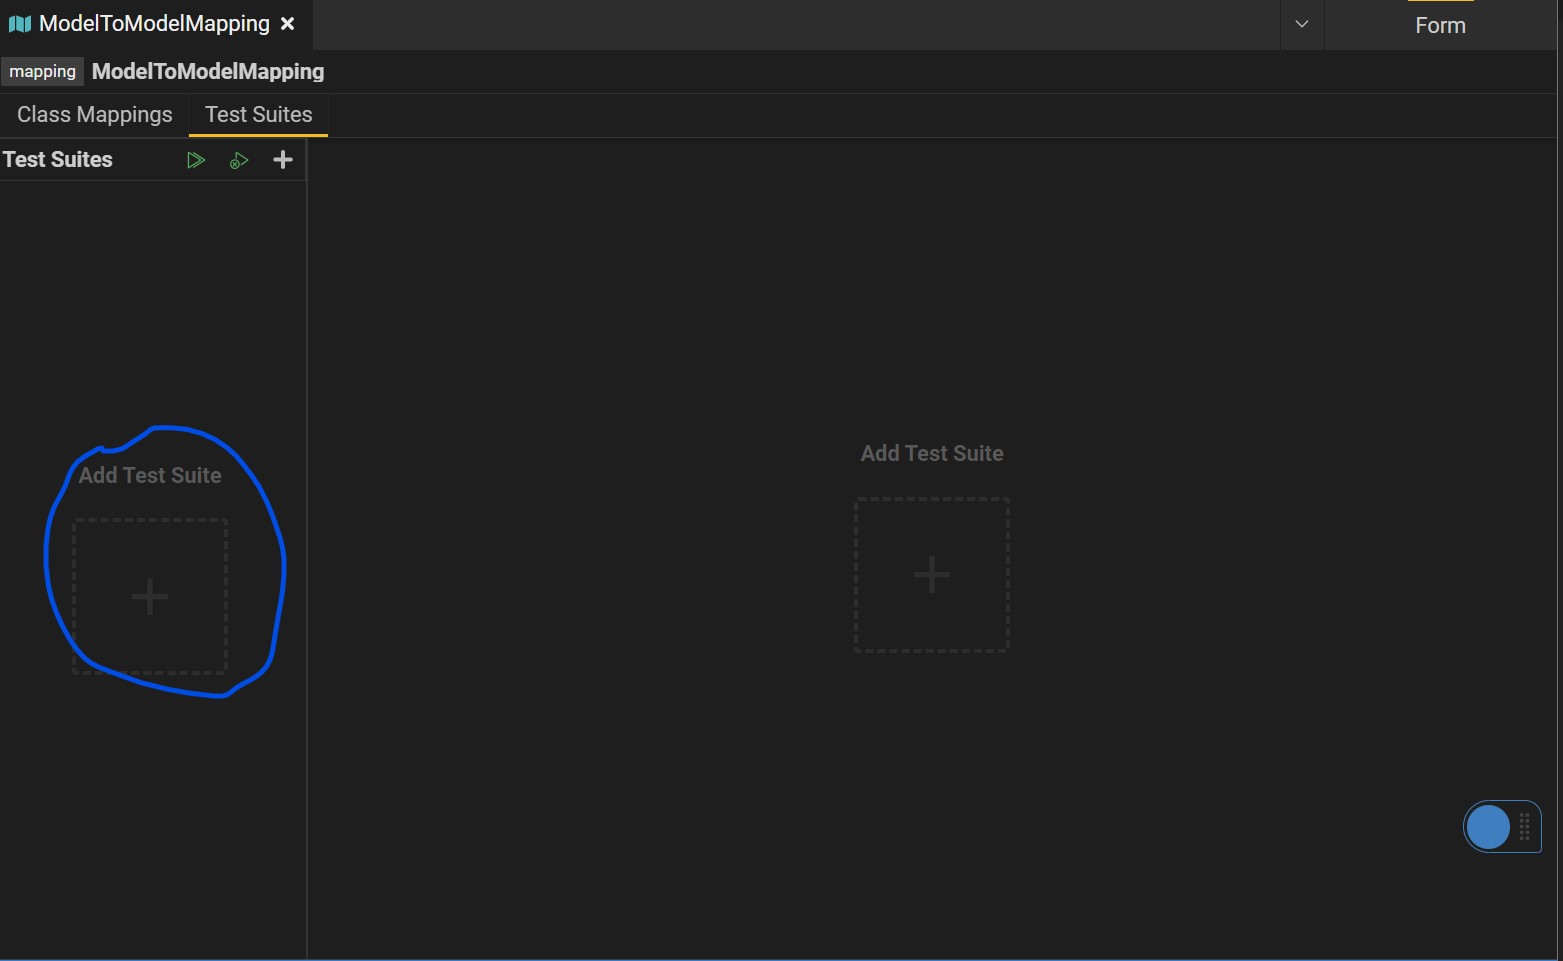 ModelToModelMapping
Form
mapping ModelToModelMapping
Class Mappings Test Suites
Test Suites
Add Test Suite
Add Test Suite